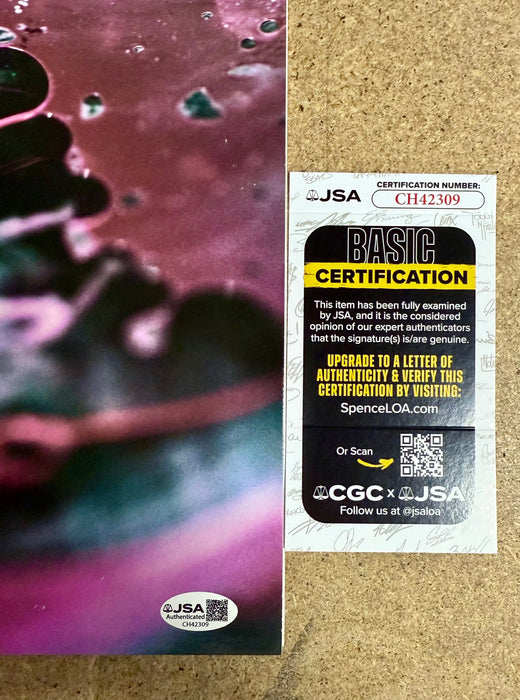 JSA
CERTIFICATION NUMBER:
CH42309
BASIC
CERTIFICATION
This item has been fully examined
by JSA, and it is the considered
opinion of our expert authenticators
that the signature(s) is/are genuine.
UPGRADE TO A LETTER OF
AUTHENTICITY & VERIFY THIS
CERTIFICATION BY VISITING:
SpenceLOA.com
Or Scan
CGC x JSA
Follow us at @jsaloa
JSA
Authenticated
CH42309